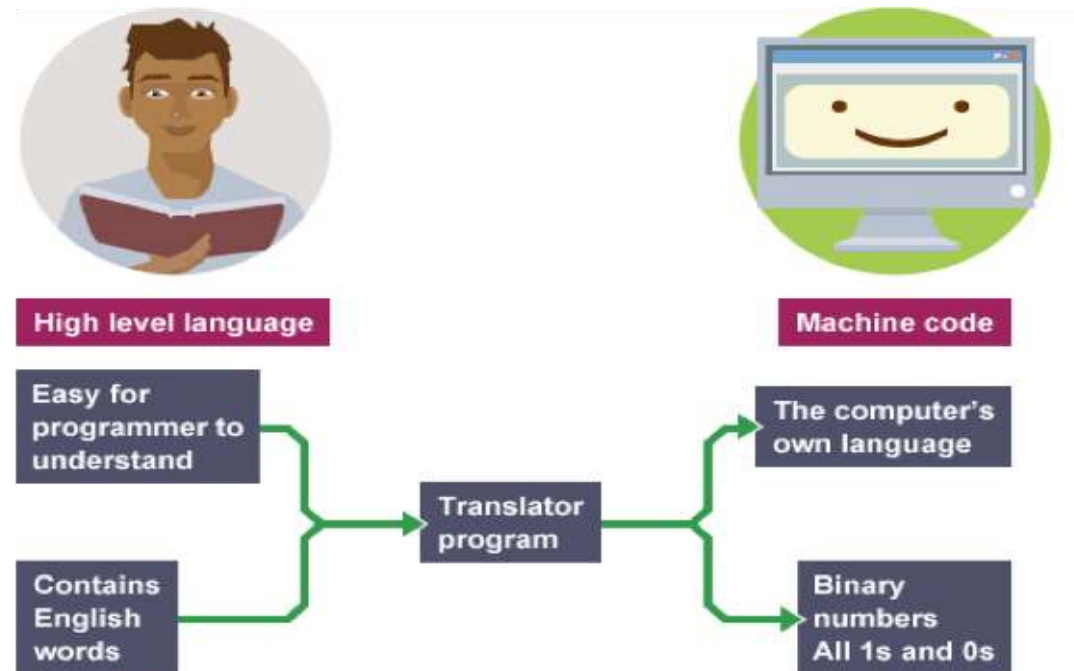 High level language
Machine code
Easy for
programmer to
understand
The computer's
own language
Translator
program
Contains
English
words
Binary
numbers
All 1s and 0s